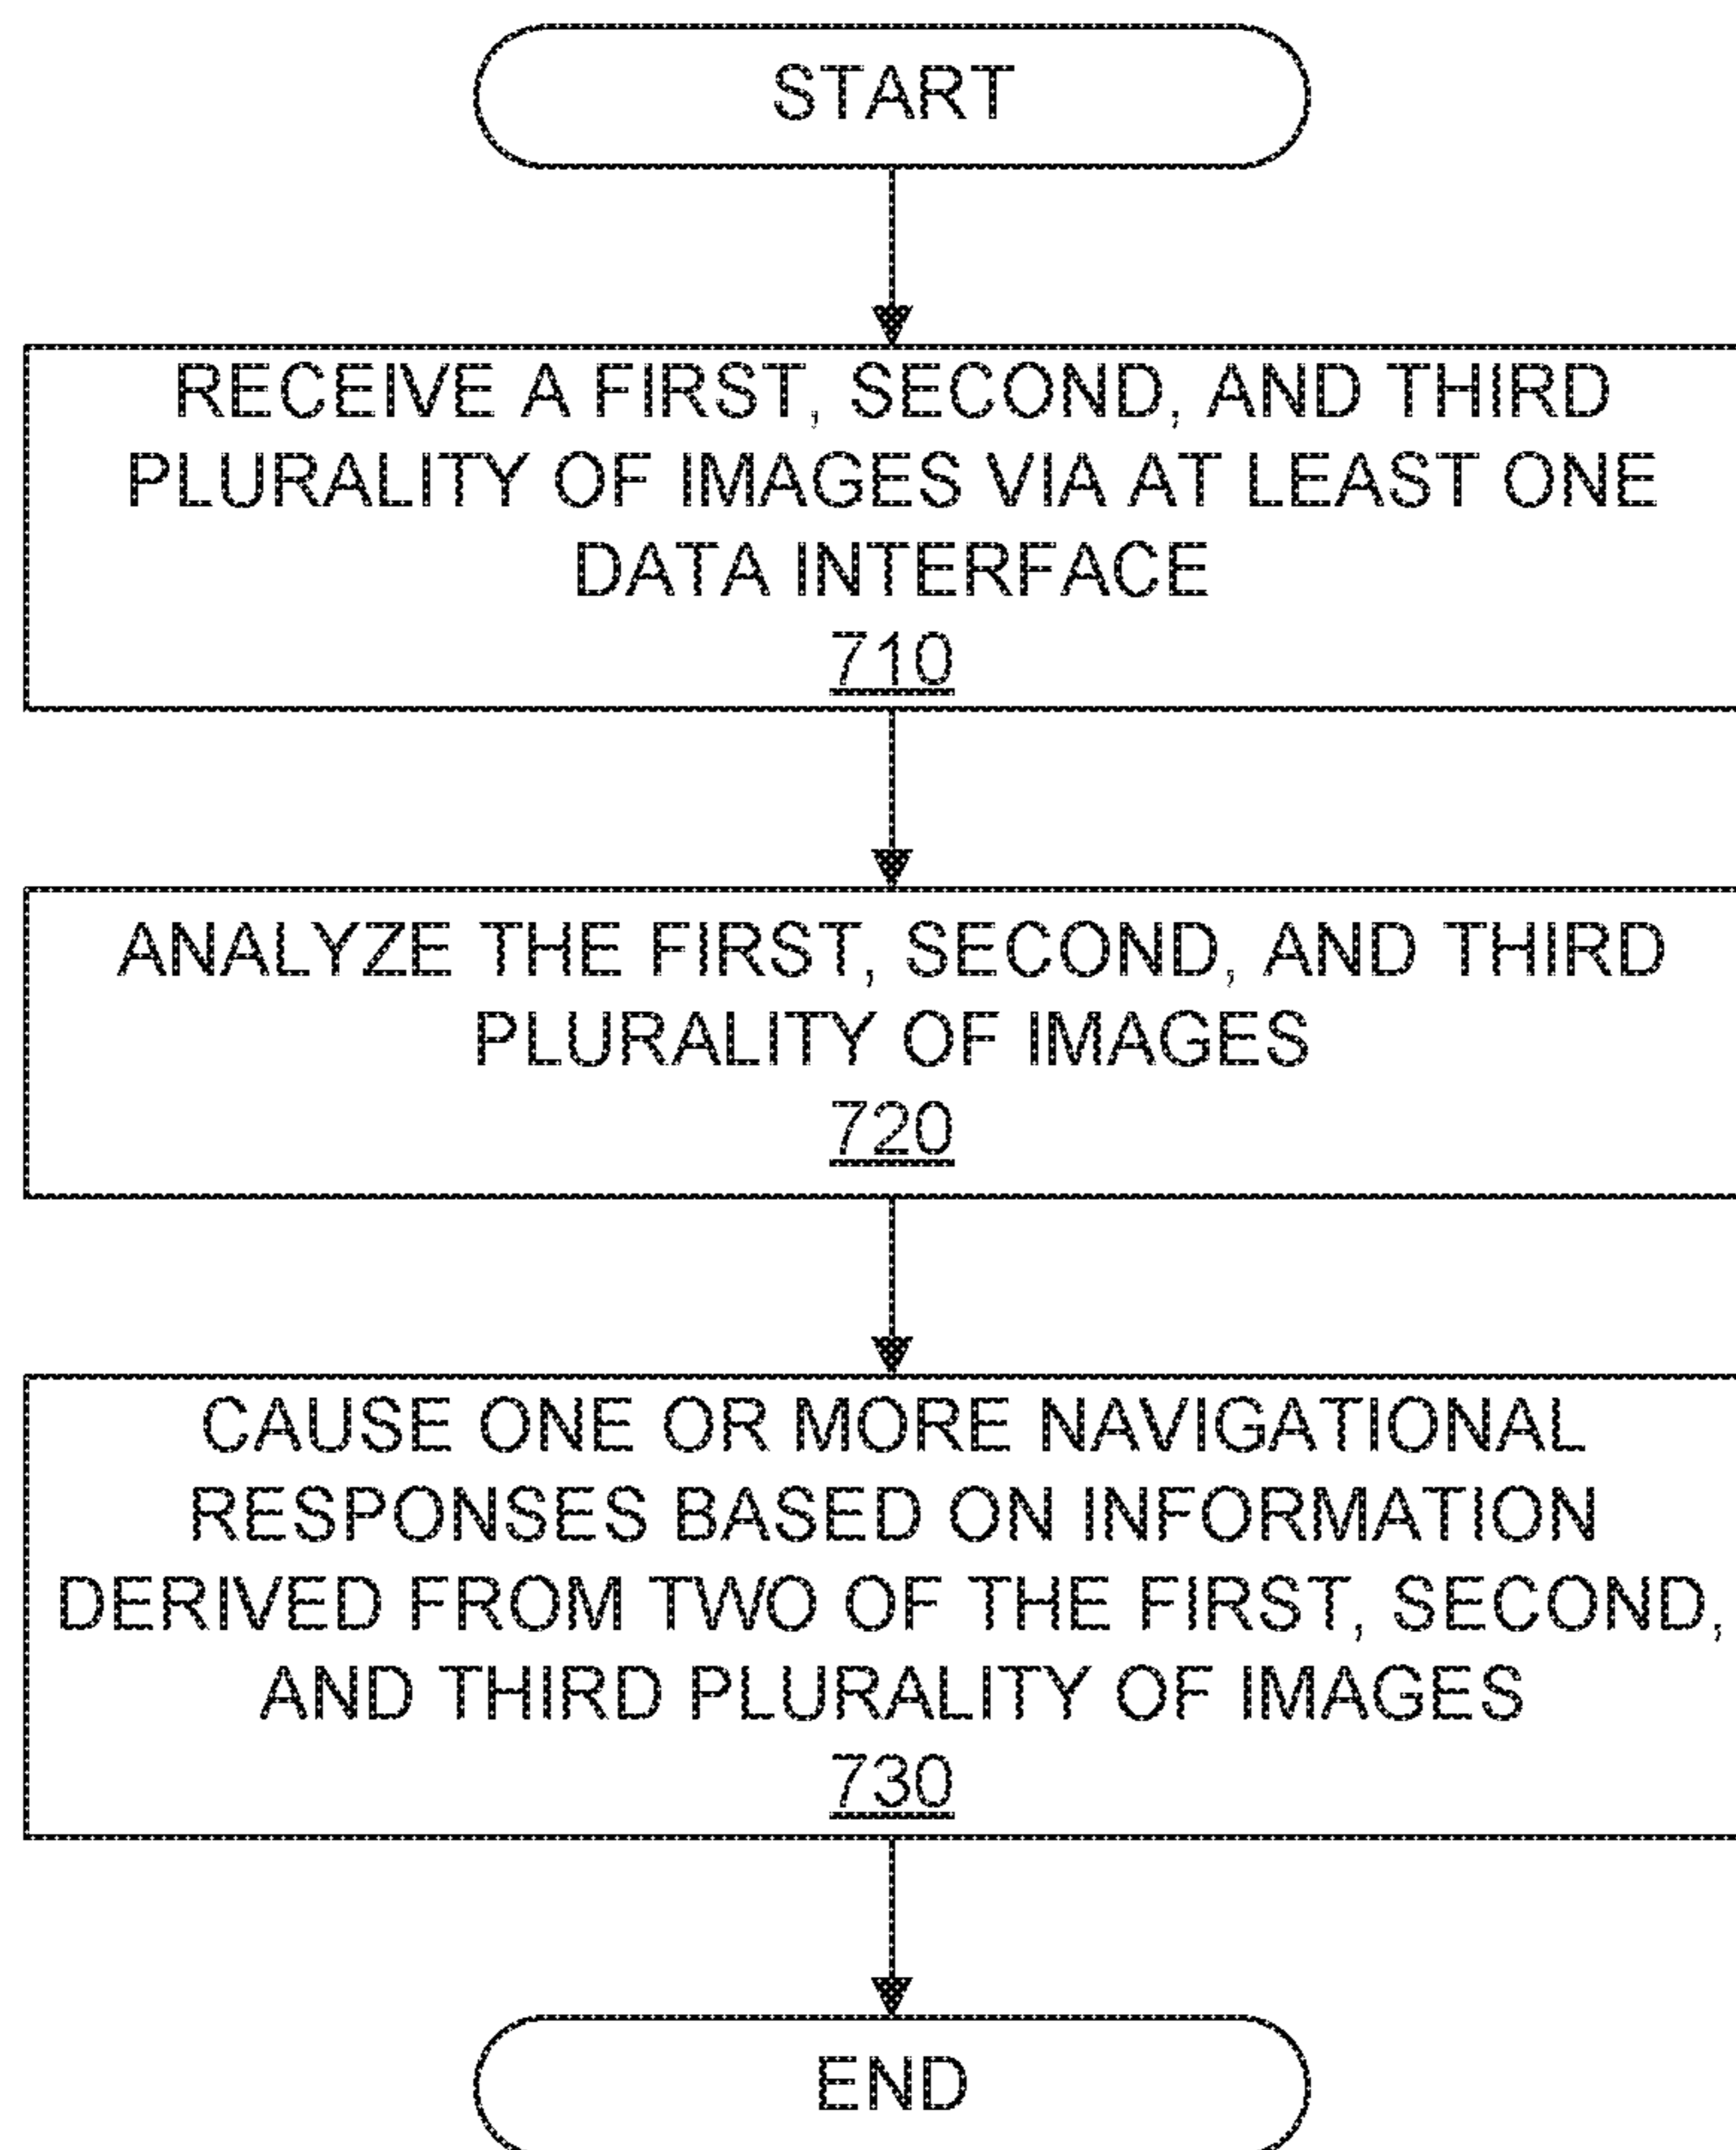 START
RECEIVE A FIRST, SECOND, AND THIRD
PLURALITY OF IMAGES VIA AT LEAST ONE
DATA INTERFACE
710
ANALYZE THE FIRST, SECOND, AND THIRD
PLURALITY OF IMAGES
720
CAUSE ONE OR MORE NAVIGATIONAL
RESPONSES BASED ON INFORMATION
DERIVED FROM TWO OF THE FIRST, SECOND,
AND THIRD PLURALITY OF IMAGES
730
END